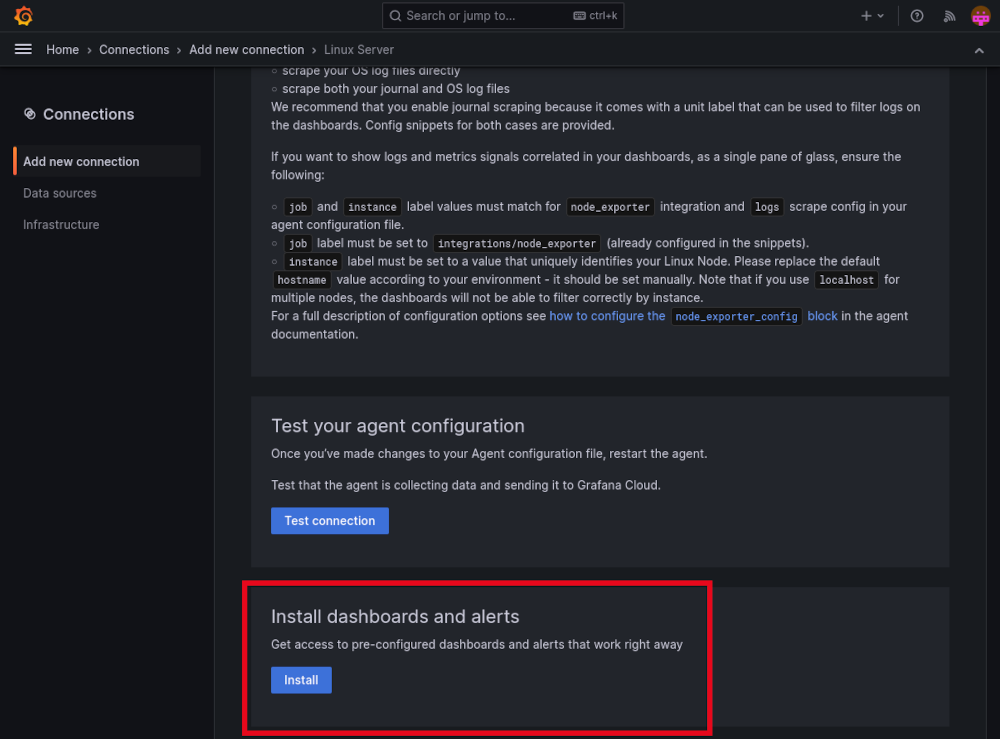 Search or jump to...
ctrl+k
Home › Connections › Add new connection › Linux Server
Connections
Add new connection
Data sources
Infrastructure
scrape your OS log files directly
scrape both your journal and OS log files
We recommend that you enable journal scraping because it comes with a unit label that can be used to filter logs on
the dashboards. Config snippets for both cases are provided.
If you want to show logs and metrics signals correlated in your dashboards, as a single pane of glass, ensure the
following:
job and instance label values must match for node_exporter integration and logs scrape config in your
agent configuration file.
job label must be set to integrations/node_exporter (already configured in the snippets).
instance label must be set to a value that uniquely identifies your Linux Node. Please replace the default
hostname value according to your environment - it should be set manually. Note that if you use localhost for
multiple nodes, the dashboards will not be able to filter correctly by instance.
For a full description of configuration options see how to configure the node_exporter_config block in the agent
documentation.
Test your agent configuration
Once you've made changes to your Agent configuration file, restart the agent.
Test that the agent is collecting data and sending it to Grafana Cloud.
Test connection
Install dashboards and alerts
Get access to pre-configured dashboards and alerts that work right away
Install